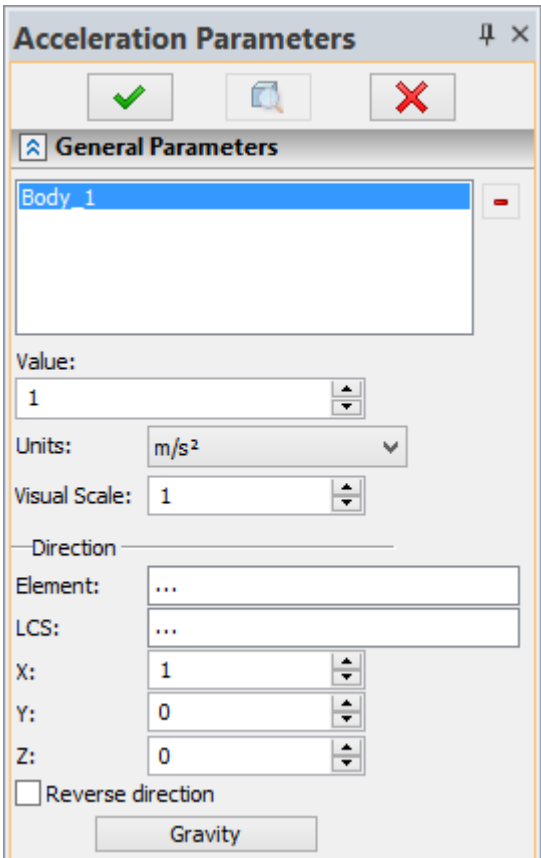 Acceleration Parameters
General Parameters
Body_1
Value:
1
Units: m/s²
Visual Scale: 1
Direction
Element: ...
LCS: ...
X: 1
Y: 0
Z: 0
Reverse direction
Gravity